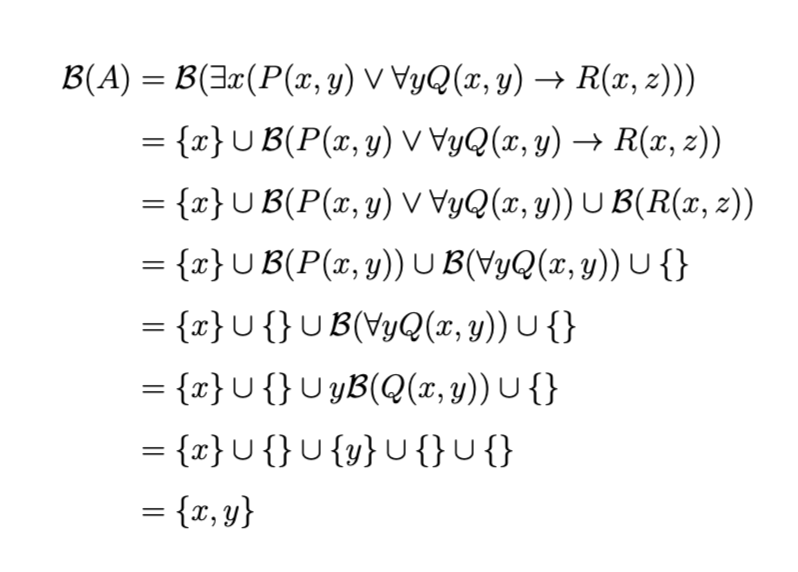 ℬ(A) = ℬ(∃x(P(x, y) ∨ ∀yQ(x, y) → R(x, z)))
= {x} ∪ ℬ(P(x, y) ∨ ∀yQ(x, y) → R(x, z))
= {x} ∪ ℬ(P(x, y) ∨ ∀yQ(x, y)) ∪ ℬ(R(x, z))
= {x} ∪ ℬ(P(x, y)) ∪ ℬ(∀yQ(x, y)) ∪ {}
= {x} ∪ {} ∪ ℬ(∀yQ(x, y)) ∪ {}
= {x} ∪ {} ∪ yℬ(Q(x, y)) ∪ {}
= {x} ∪ {} ∪ {y} ∪ {} ∪ {}
= {x, y}